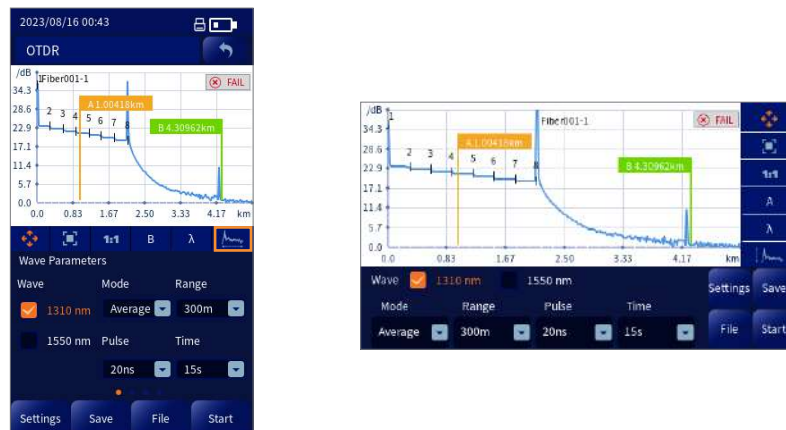 2023/08/16 00:43
OTDR
/dB
1Fiber001-1
FAIL
34.3
28.6
22.9
17.1
11.4
5.7
0.0
A 1.00418km
B 4.30962km
2 3 4 5 6 7 8
0.0 0.83 1.67 2.50 3.33 4.17 km
1:1 B λ
Wave Parameters
Wave Mode Range
1310 nm Average 300m
1550 nm Pulse Time
20ns 15s
Settings Save File Start
/dB
1
Fiber001-1
FAIL
34.3
28.6
22.9
17.1
11.4
5.7
0.0
A 1.00418km
B 4.30962km
2 3 4 5 6 7 8
0.0 0.83 1.67 2.50 3.33 4.17 km
1:1
A
λ
Wave 1310 nm 1550 nm
Mode Range Pulse Time
Average 300m 20ns 15s
Settings Save
File Start